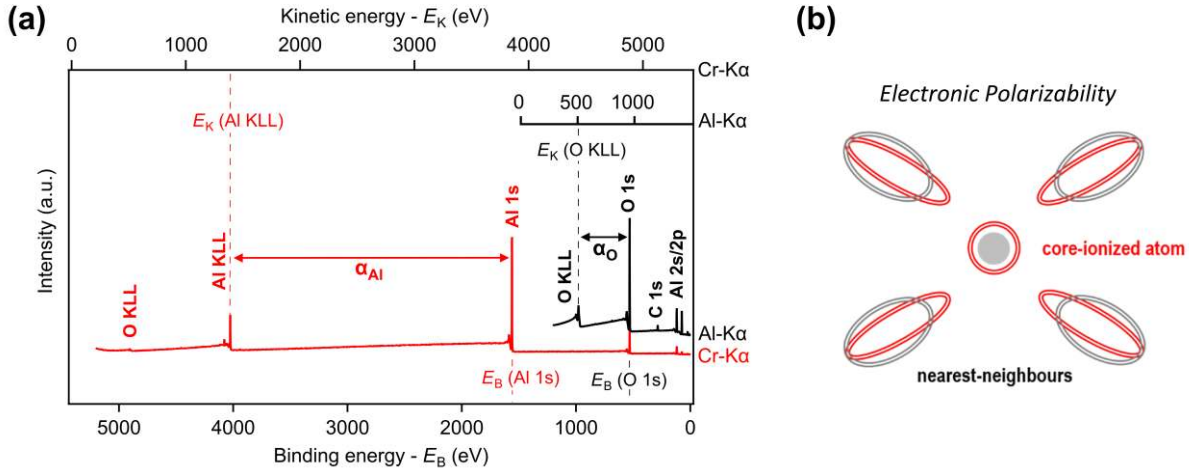 (a)
Kinetic energy - E_K (eV)
0 1000 2000 3000 4000 5000
Cr-Kα
0 500 1000
Al-Kα
E_K (Al KLL)
E_K (O KLL)
Intensity (a.u.)
O KLL
Al KLL
α_Al
Al 1s
O KLL
α_O
O 1s
C 1s
Al 2s/2p
Al-Kα
Cr-Kα
E_B (Al 1s)
E_B (O 1s)
5000 4000 3000 2000 1000 0
Binding energy - E_B (eV)
(b)
Electronic Polarizability
core-ionized atom
nearest-neighbours